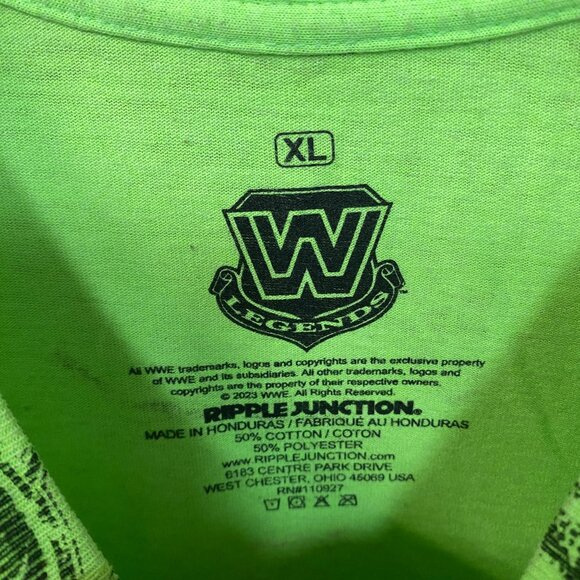 XL
W
LEGENDS
All WWE trademarks, logos and copyrights are the exclusive property
of WWE and its subsidiaries. All other trademarks, logos and
copyrights are the property of their respective owners.
© 2023 WWE. All Rights Reserved.
RIPPLE JUNCTION®
MADE IN HONDURAS / FABRIQUÉ AU HONDURAS
50% COTTON / COTON
50% POLYESTER
www.RIPPLEJUNCTION.com
6183 CENTRE PARK DRIVE
WEST CHESTER, OHIO 45069 USA
RN#110927